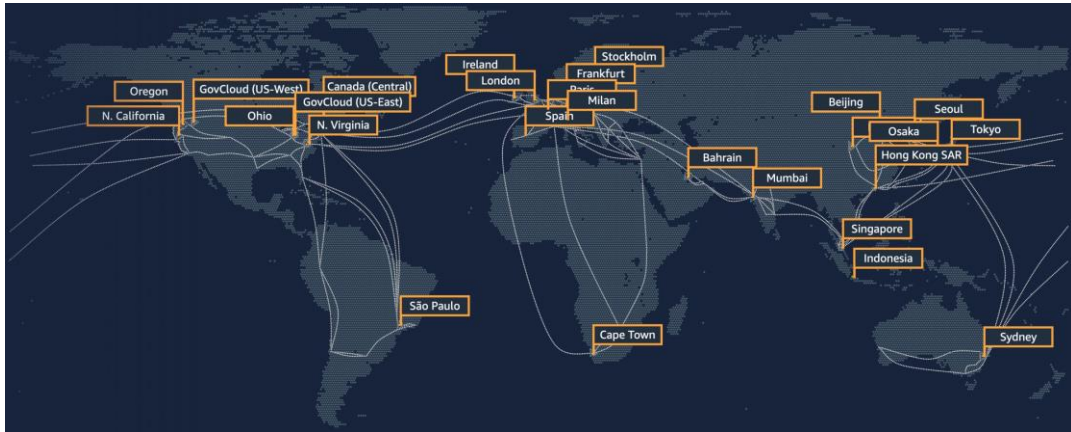 Stockholm
Ireland
Frankfurt
London
Paris
Milan
Spain
Oregon
GovCloud (US-West)
Canada (Central)
GovCloud (US-East)
N. California
Ohio
N. Virginia
Beijing
Seoul
Osaka
Tokyo
Hong Kong SAR
Bahrain
Mumbai
Singapore
Indonesia
São Paulo
Cape Town
Sydney